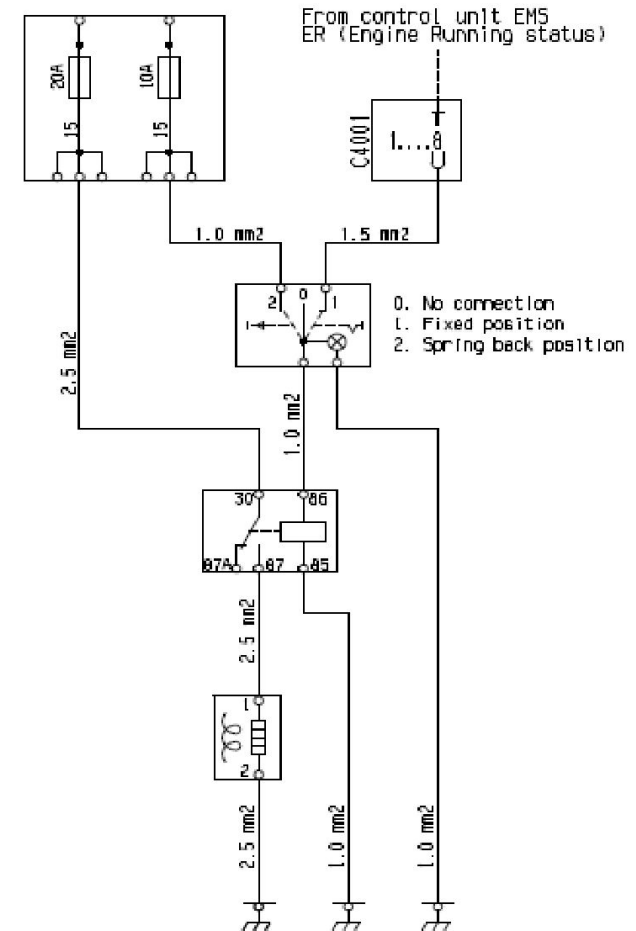 From control unit EMS
ER (Engine Running status)
20A
10A
15
15
C4001
1....8
1.0 mm2
1.5 mm2
2
0
1
0. No connection
1. Fixed position
2. Spring back position
2.5 mm2
1.0 mm2
30
86
87A
87
85
2.5 mm2
1
2
2.5 mm2
1.0 mm2
1.0 mm2